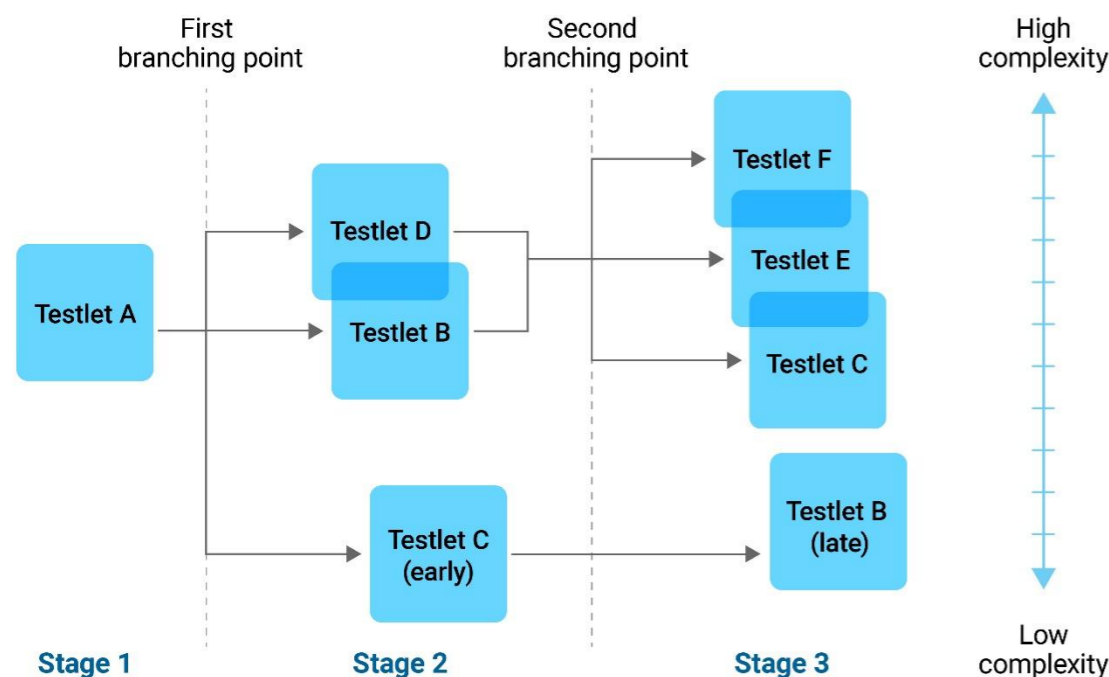 First
branching point
Second
branching point
High
complexity
Testlet F
Testlet D
Testlet E
Testlet A
Testlet B
Testlet C
Testlet C
(early)
Testlet B
(late)
Stage 1
Stage 2
Stage 3
Low
complexity